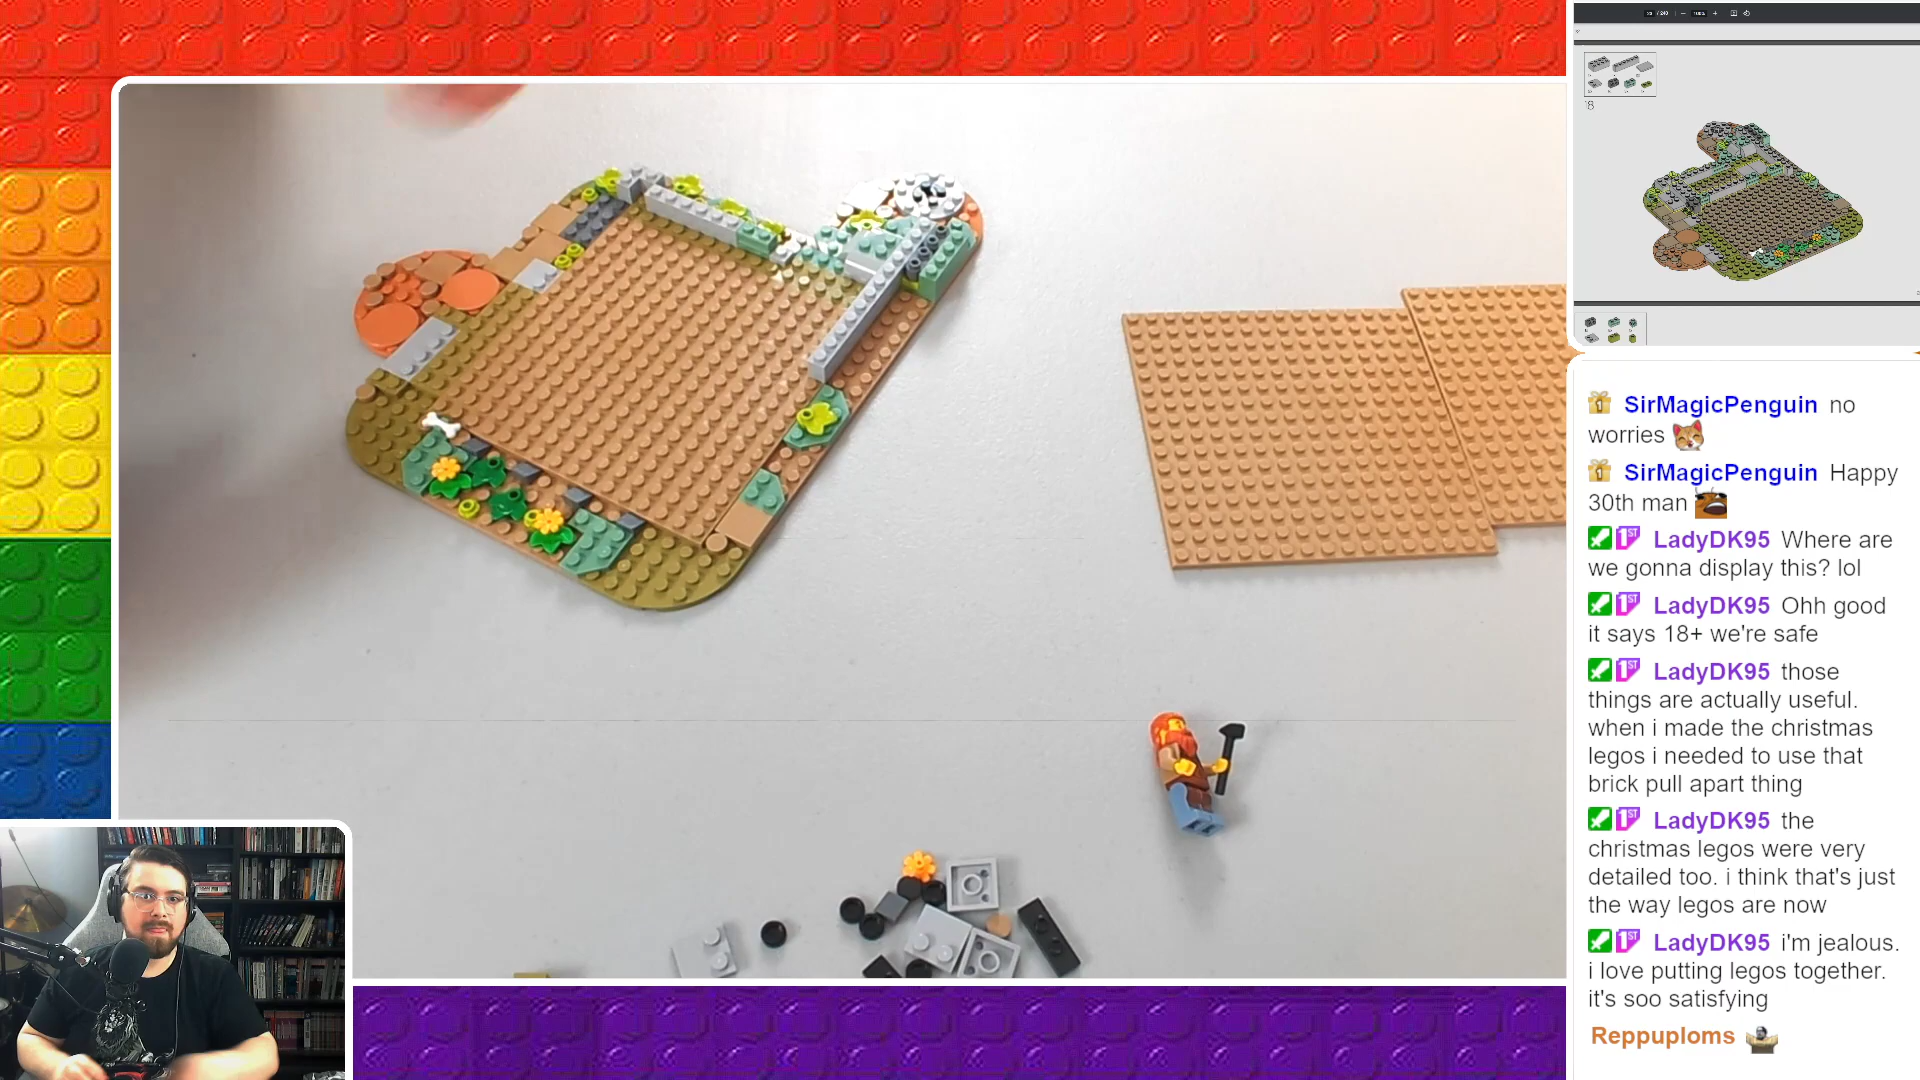 / 240
100%
18
SirMagicPenguin no
worries
SirMagicPenguin Happy
30th man
LadyDK95 Where are
we gonna display this? lol
LadyDK95 Ohh good
it says 18+ we're safe
LadyDK95 those
things are actually useful.
when i made the christmas
legos i needed to use that
brick pull apart thing
LadyDK95 the
christmas legos were very
detailed too. i think that's just
the way legos are now
LadyDK95 i'm jealous.
i love putting legos together.
it's soo satisfying
Reppuploms